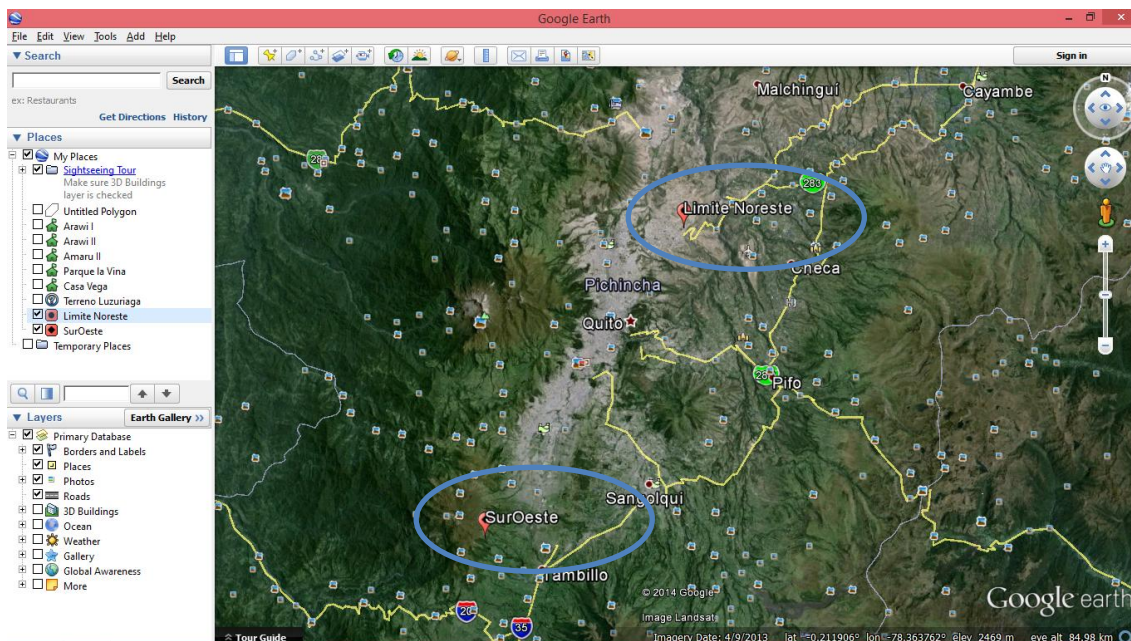 Google Earth
File Edit View Tools Add Help
Search
Search
ex: Restaurants
Get Directions History
Places
My Places
Sightseeing Tour
Make sure 3D Buildings
layer is checked
Untitled Polygon
Arawi I
Arawi II
Amaru II
Parque la Vina
Casa Vega
Terreno Luzuriaga
Limite Noreste
SurOeste
Temporary Places
Layers
Earth Gallery >>
Primary Database
Borders and Labels
Places
Photos
Roads
3D Buildings
Ocean
Weather
Gallery
Global Awareness
More
Sign in
N
Malchinguí
Cayambe
28
283
Limite Noreste
Checa
Pichincha
Quito
28
Pifo
Sangolqui
SurOeste
Tambillo
20
35
© 2014 Google
Image Landsat
Google earth
Tour Guide
Imagery Date: 4/9/2013 lat -0.211906° lon -78.363762° elev 2469 m eye alt 84.98 km